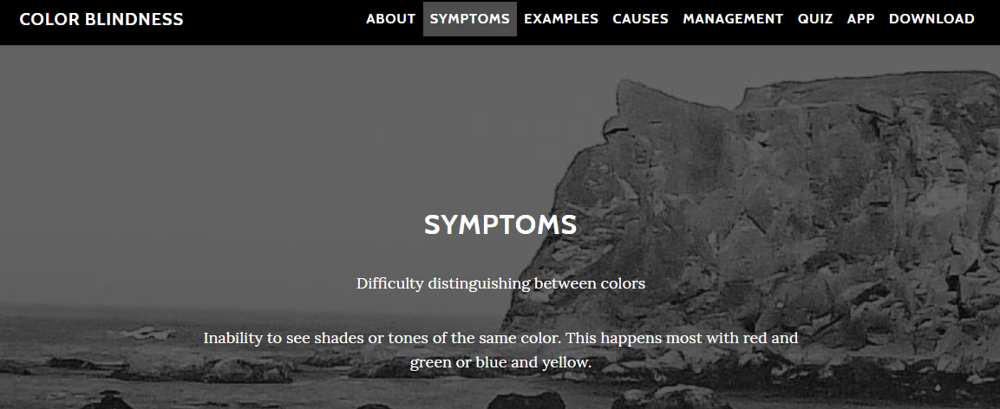 COLOR BLINDNESS ABOUT SYMPTOMS EXAMPLES CAUSES MANAGEMENT QUIZ APP DOWNLOAD
SYMPTOMS
Difficulty distinguishing between colors
Inability to see shades or tones of the same color. This happens most with red and
green or blue and yellow.